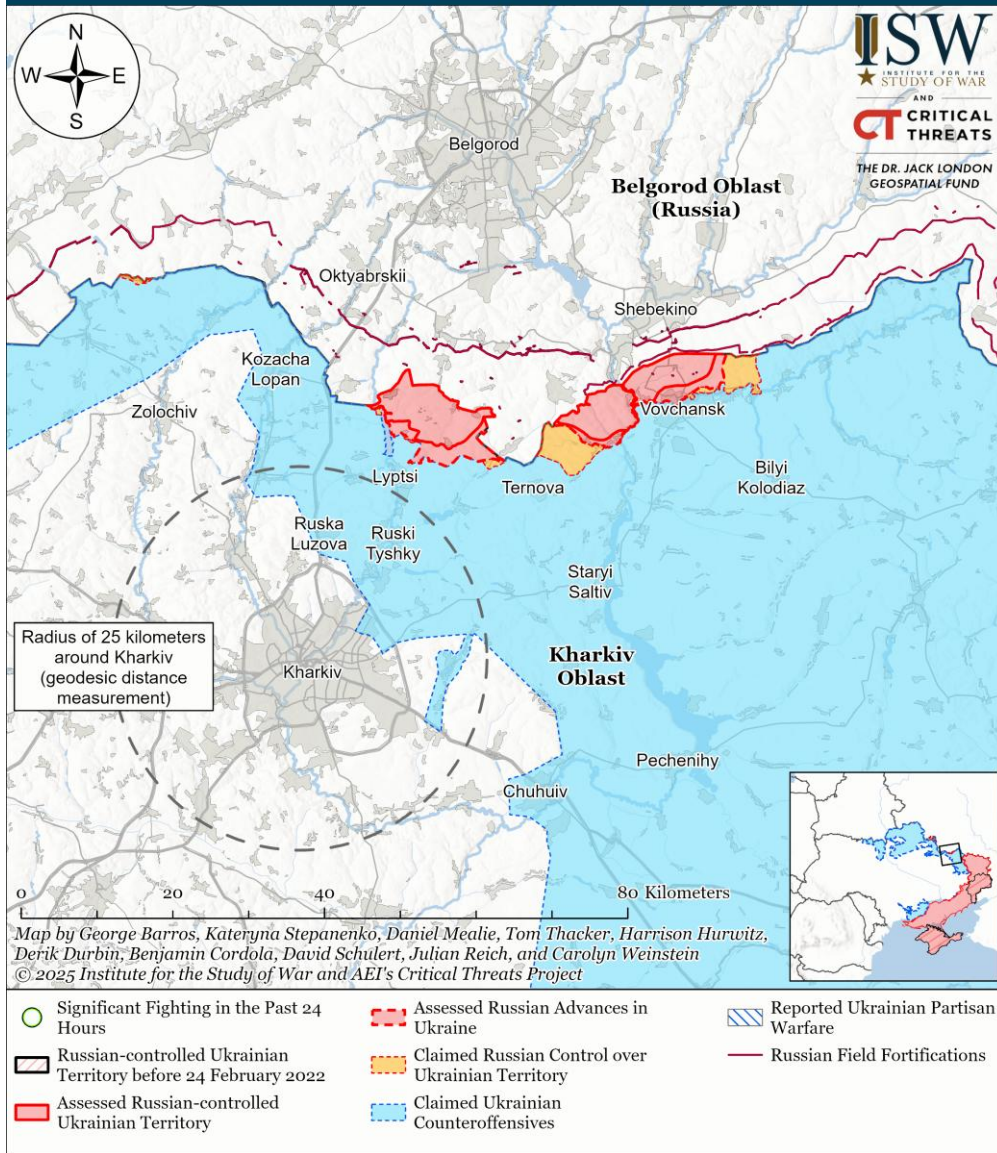 N
W E
S
ISW
INSTITUTE FOR THE
STUDY OF WAR
AND
CT CRITICAL
THREATS
THE DR. JACK LONDON
GEOSPATIAL FUND
Belgorod
Belgorod Oblast
(Russia)
Oktyabrskii
Shebekino
Kozacha
Lopan
Zolochiv
Vovchansk
Lyptsi
Ternova
Bilyi
Kolodiaz
Ruska
Luzova
Ruski
Tyshky
Staryi
Saltiv
Radius of 25 kilometers
around Kharkiv
(geodesic distance
measurement)
Kharkiv
Kharkiv
Oblast
Pechenihy
Chuhuiv
0 20 40 80 Kilometers
Map by George Barros, Kateryna Stepanenko, Daniel Mealie, Tom Thacker, Harrison Hurwitz,
Derik Durbin, Benjamin Cordola, David Schulert, Julian Reich, and Carolyn Weinstein
© 2025 Institute for the Study of War and AEI's Critical Threats Project
Significant Fighting in the Past 24
Hours
Russian-controlled Ukrainian
Territory before 24 February 2022
Assessed Russian-controlled
Ukrainian Territory
Assessed Russian Advances in
Ukraine
Claimed Russian Control over
Ukrainian Territory
Claimed Ukrainian
Counteroffensives
Reported Ukrainian Partisan
Warfare
Russian Field Fortifications